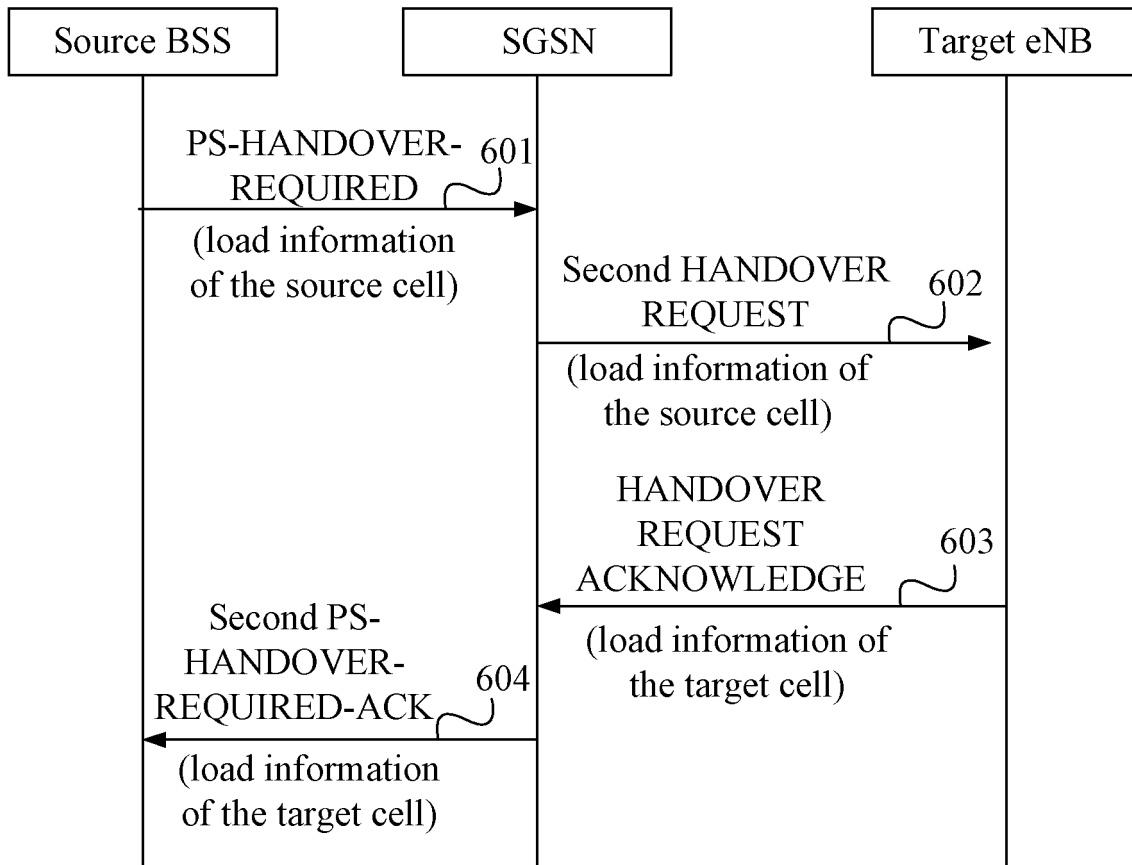 Source BSS
SGSN
Target eNB
PS-HANDOVER-
REQUIRED
601
(load information
of the source cell)
Second HANDOVER
REQUEST
602
(load information of
the source cell)
HANDOVER
REQUEST
ACKNOWLEDGE
603
(load information of
the target cell)
Second PS-
HANDOVER-
REQUIRED-ACK
604
(load information
of the target cell)